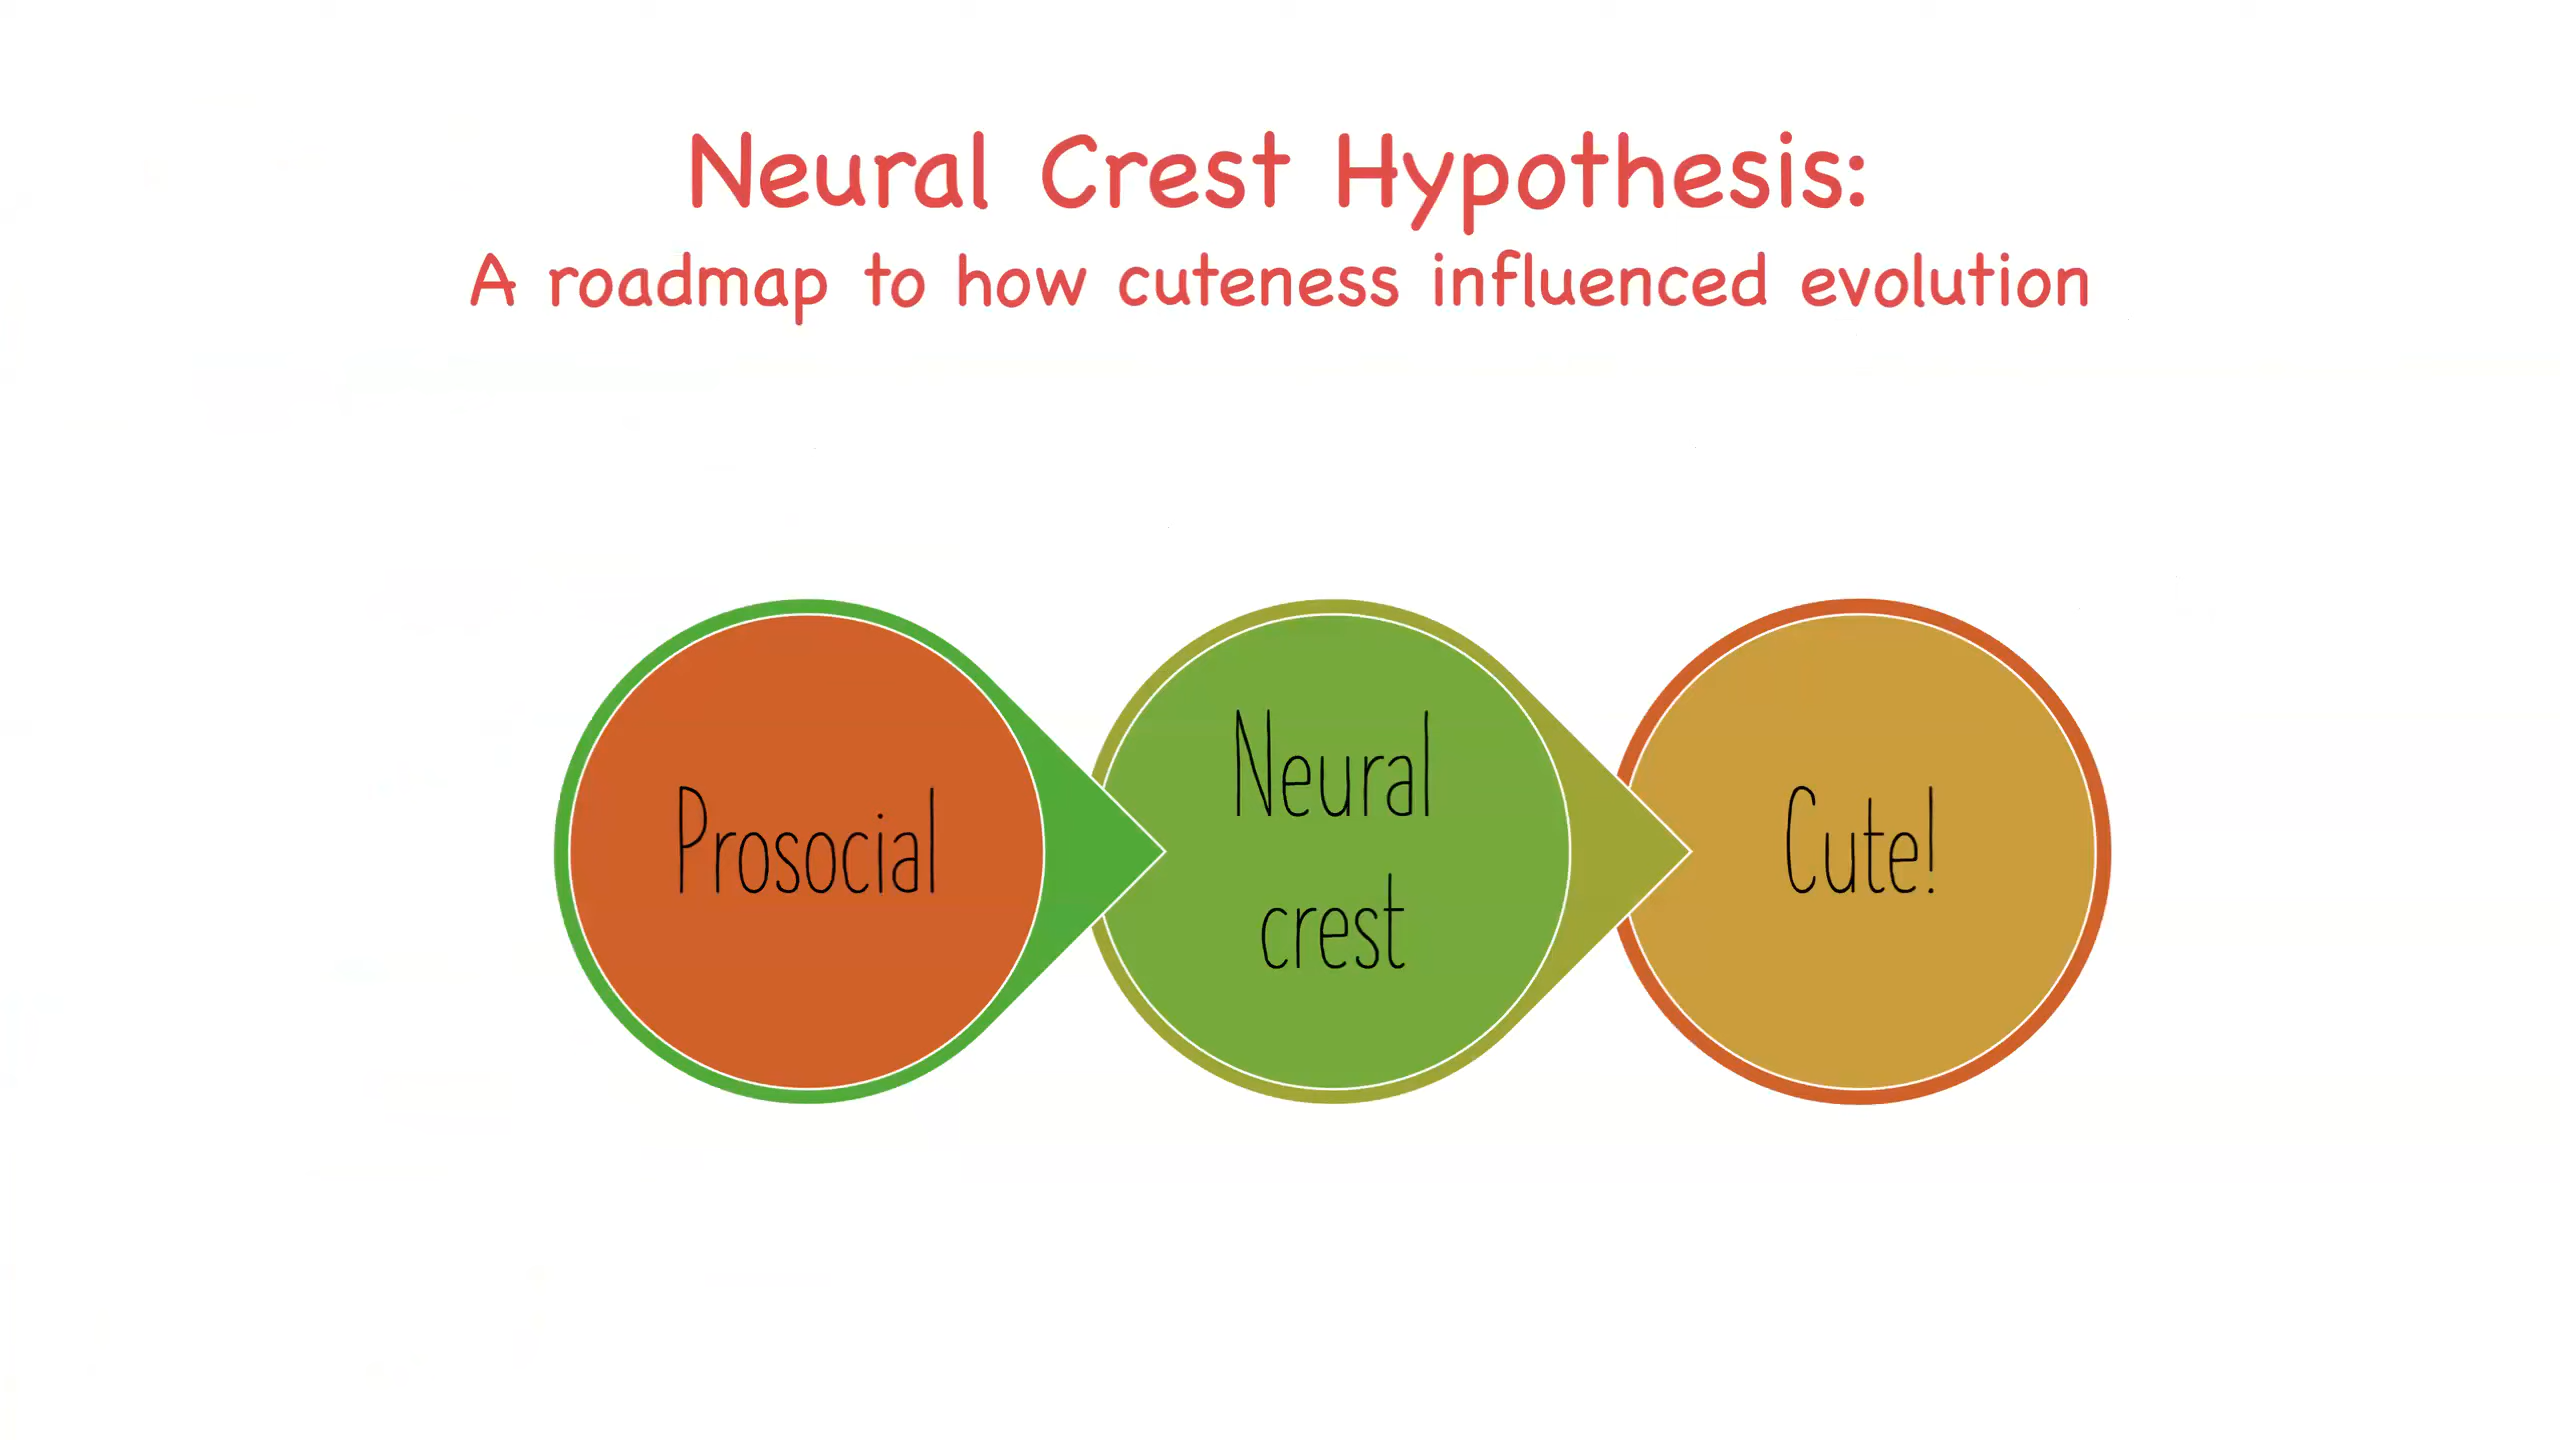 Neural Crest Hypothesis:
A roadmap to how cuteness influenced evolution
Prosocial
Neural
crest
Cute!